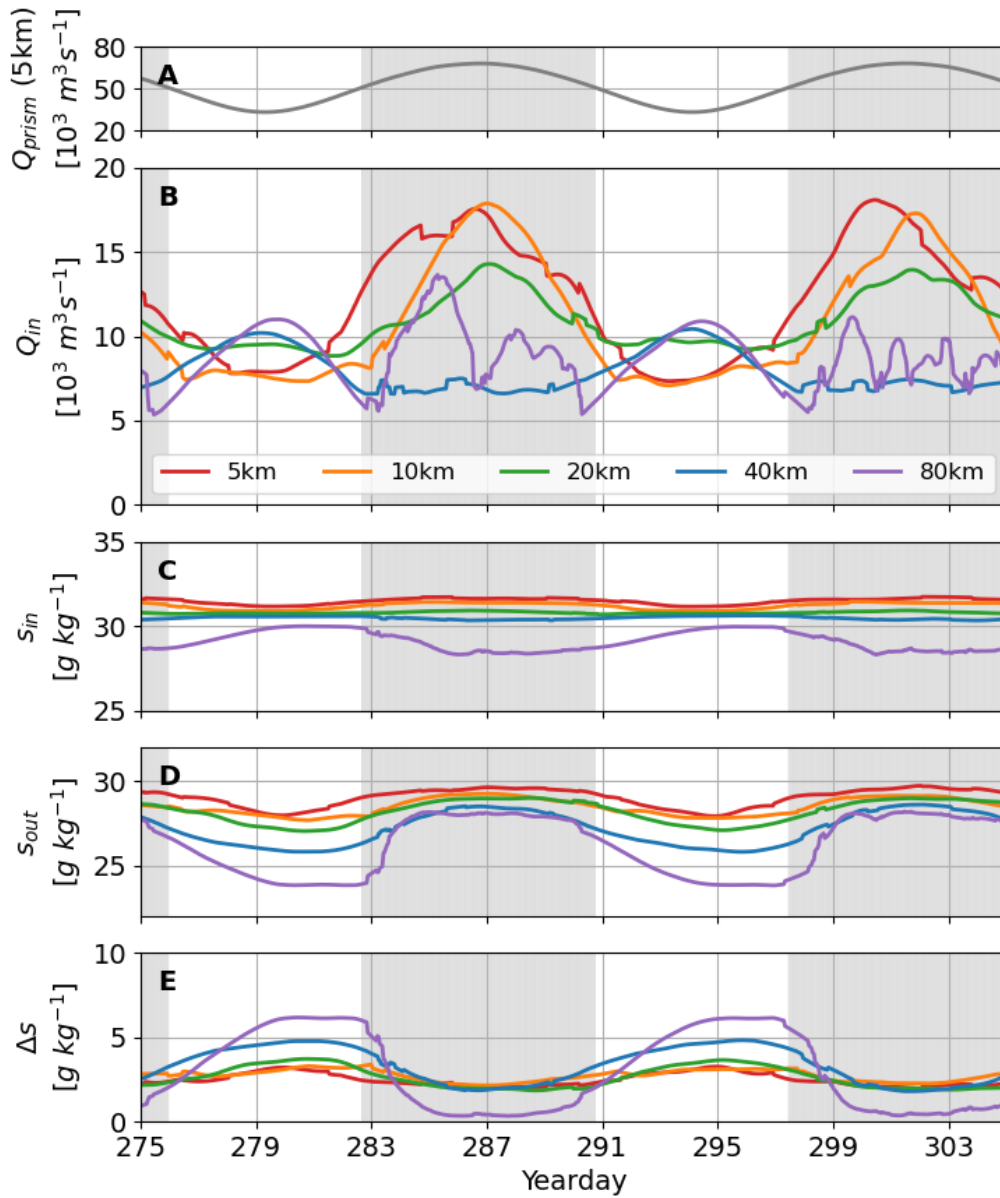 Q_prism (5km)
[10³ m³s⁻¹]
80
50
20
A
Q_in
[10³ m³s⁻¹]
20
15
10
5
0
B
5km 10km 20km 40km 80km
s_in
[g kg⁻¹]
35
30
25
C
s_out
[g kg⁻¹]
30
25
D
Δs
[g kg⁻¹]
10
5
0
E
275 279 283 287 291 295 299 303
Yearday